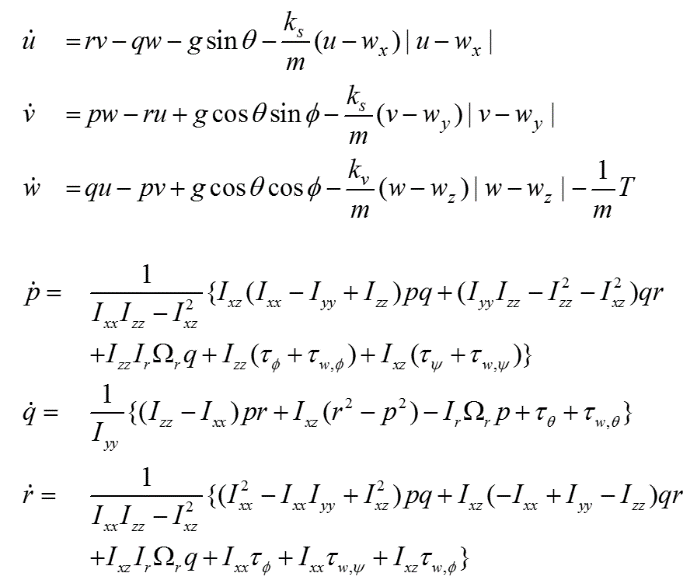 u̇ = rv − qw − g sin θ − (k_s/m)(u − w_x) | u − w_x |
v̇ = pw − ru + g cos θ sin ϕ − (k_s/m)(v − w_y) | v − w_y |
ẇ = qu − pv + g cos θ cos ϕ − (k_v/m)(w − w_z) | w − w_z | − (1/m)T
ṗ = 1/(I_xx I_zz − I_xz^2) {I_xz(I_xx − I_yy + I_zz)pq + (I_yy I_zz − I_zz^2 − I_xz^2)qr
+I_zz I_r Ω_r q + I_zz(τ_ϕ + τ_w,ϕ) + I_xz(τ_ψ + τ_w,ψ)}
q̇ = 1/I_yy {(I_zz − I_xx)pr + I_xz(r^2 − p^2) − I_r Ω_r p + τ_θ + τ_w,θ}
ṙ = 1/(I_xx I_zz − I_xz^2) {(I_xx^2 − I_xx I_yy + I_xz^2)pq + I_xz(−I_xx + I_yy − I_zz)qr
+I_xz I_r Ω_r q + I_xx τ_ϕ + I_xx τ_w,ψ + I_xz τ_w,ϕ}